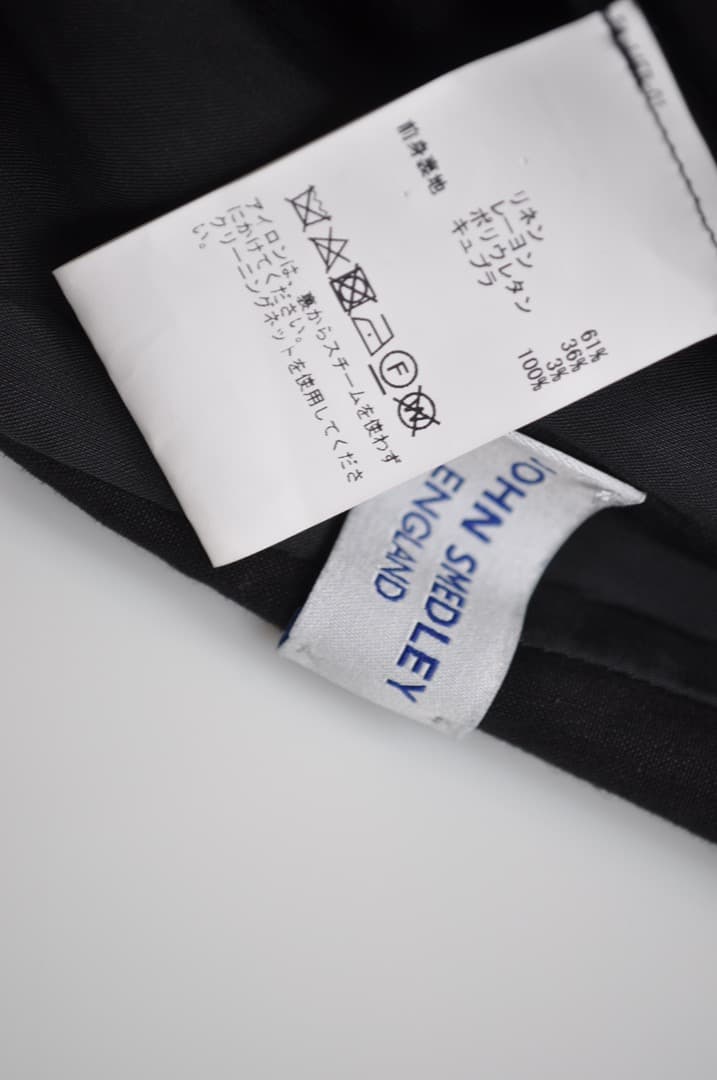 リネン 61%
レーヨン 36%
ポリウレタン 3%
前身裏地 キュプラ 100%
F
W
アイロンは、裏からスチームを使わず
にかけてください。
クリーニングネットを使用してくださ
い。
JOHN SMEDLEY
ENGLAND